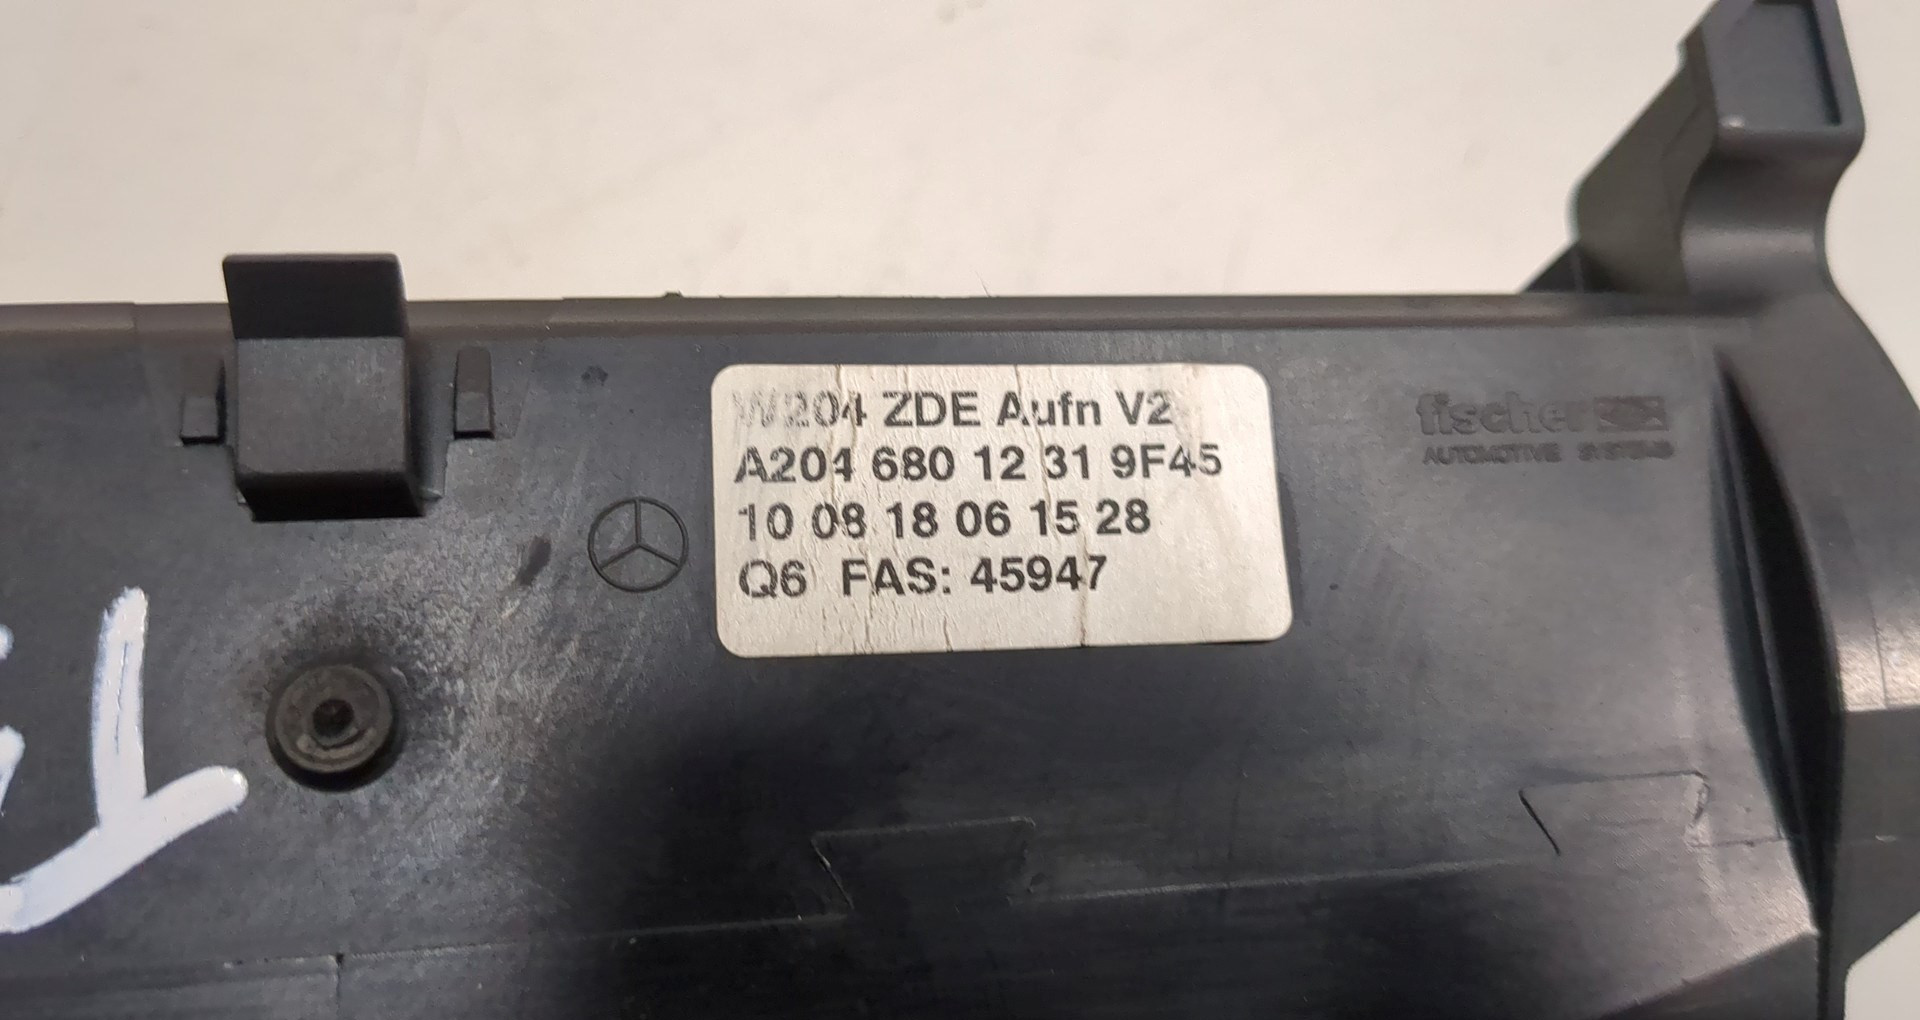 W204 ZDE Aufn V2
A204 680 12 31 9F45
10 08 18 06 15 28
Q6 FAS: 45947
fischer
AUTOMOTIVE SYSTEMS